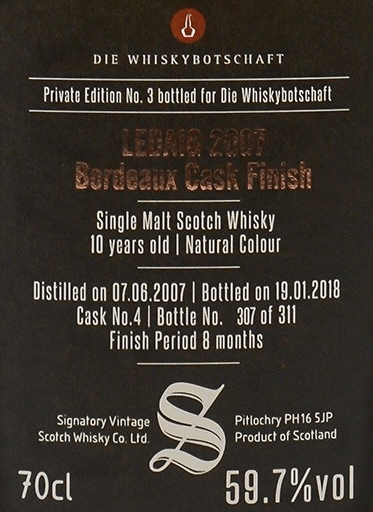 DIE WHISKYBOTSCHAFT
Private Edition No. 3 bottled for Die Whiskybotschaft
LEDAIG 2007
Bordeaux Cask Finish
Single Malt Scotch Whisky
10 years old | Natural Colour
Distilled on 07.06.2007 | Bottled on 19.01.2018
Cask No.4 | Bottle No. 307 of 311
Finish Period 8 months
Signatory Vintage
Scotch Whisky Co. Ltd.
S
Pitlochry PH16 5JP
Product of Scotland
70cl
59.7%vol